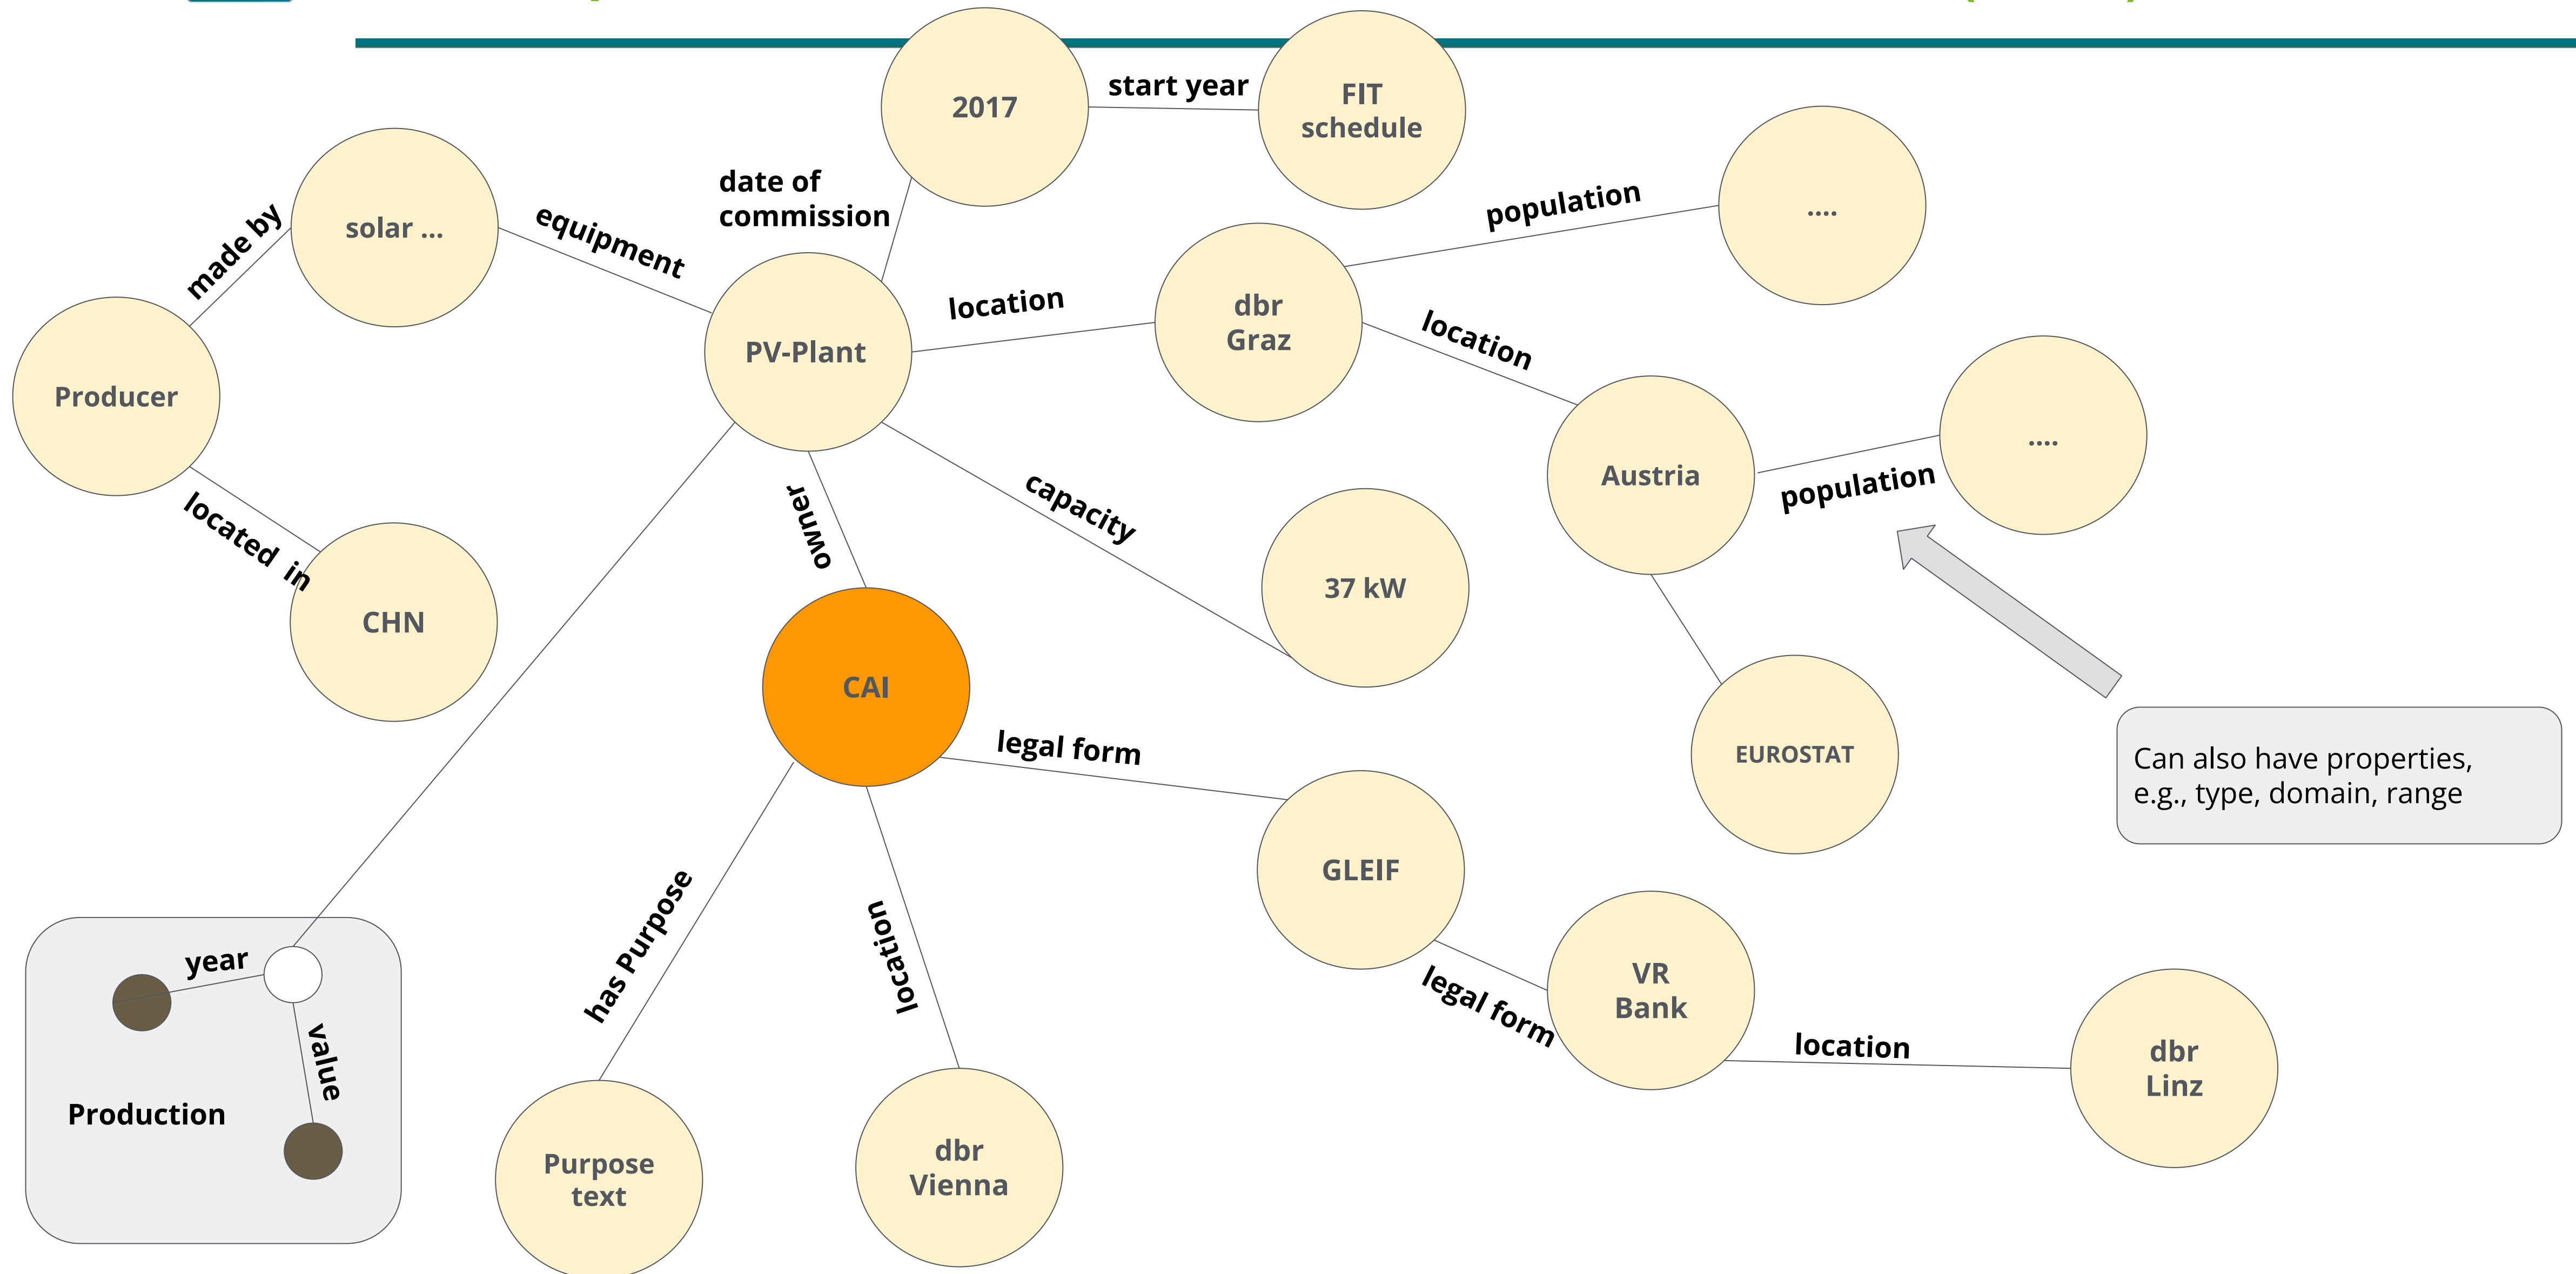 2017
start year
FIT
schedule
date of
commission
solar ...
made by
equipment
population
....
location
dbr
Graz
location
PV-Plant
Producer
Austria
....
population
located  in
CHN
owner
capacity
37 kW
CAI
legal form
EUROSTAT
Can also have properties,
e.g., type, domain, range
GLEIF
has Purpose
location
legal form
VR
Bank
location
dbr
Linz
year
value
Production
Purpose
text
dbr
Vienna